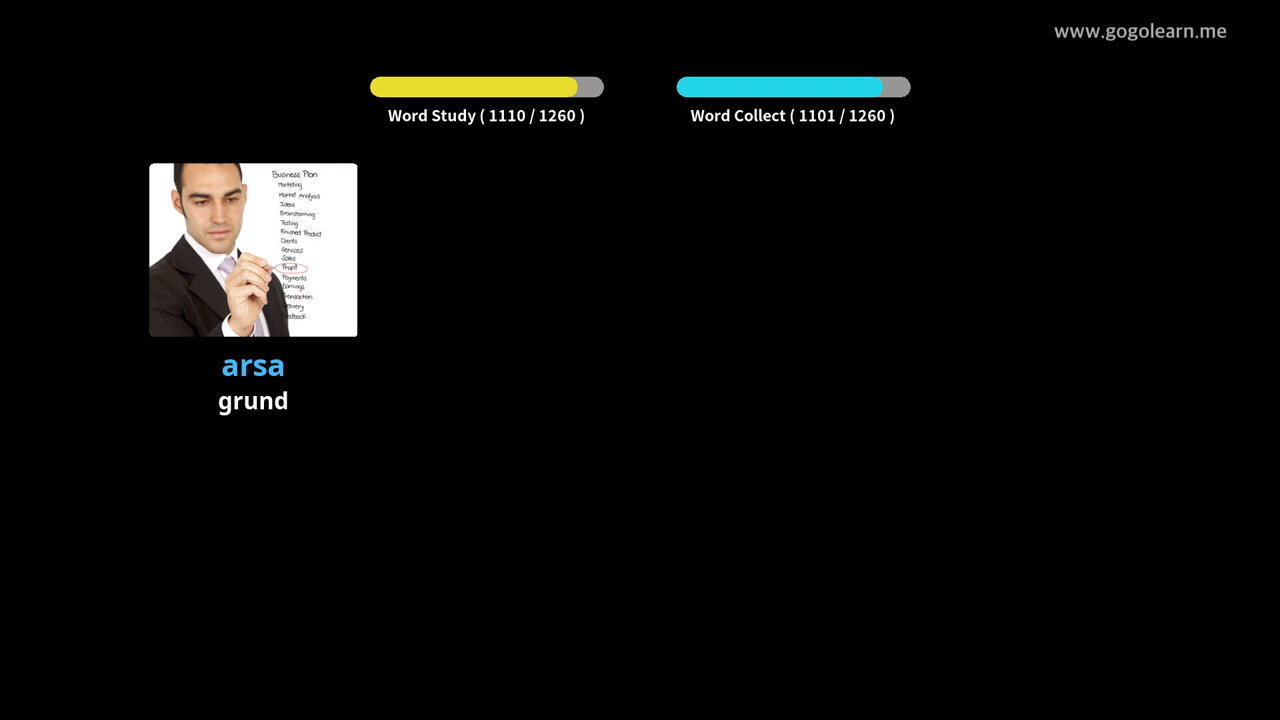 www.gogolearn.me
Word Study ( 1110 / 1260 )
Word Collect ( 1101 / 1260 )
Business Plan
Marketing
Market Analysis
Ideas
Brainstorming
Testing
Finished Product
Clients
Services
Sales
Profit
Payments
Earnings
Transaction
Delivery
Feedback
arsa
grund